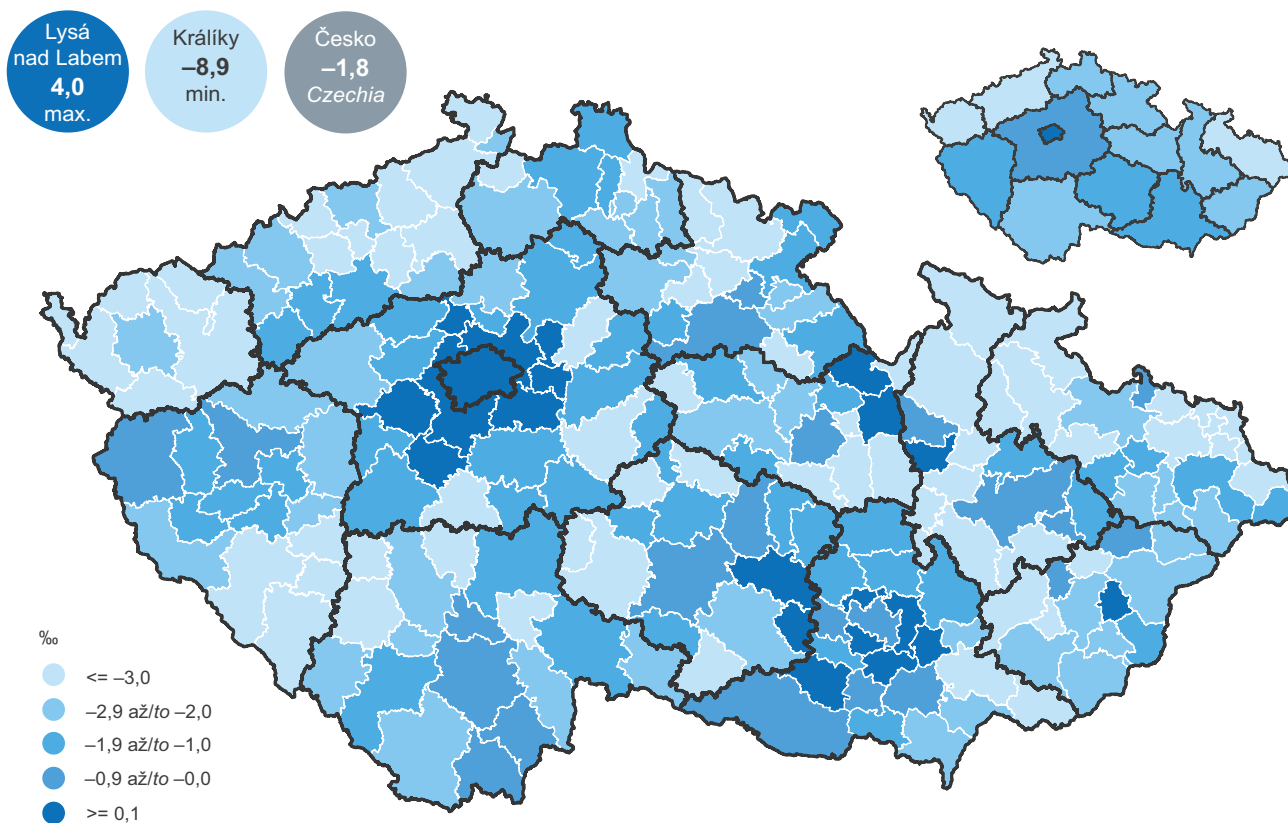 Lysá
nad Labem
4,0
max.
Králíky
–8,9
min.
Česko
–1,8
Czechia
‰
<= –3,0
–2,9 až/to –2,0
–1,9 až/to –1,0
–0,9 až/to –0,0
>= 0,1